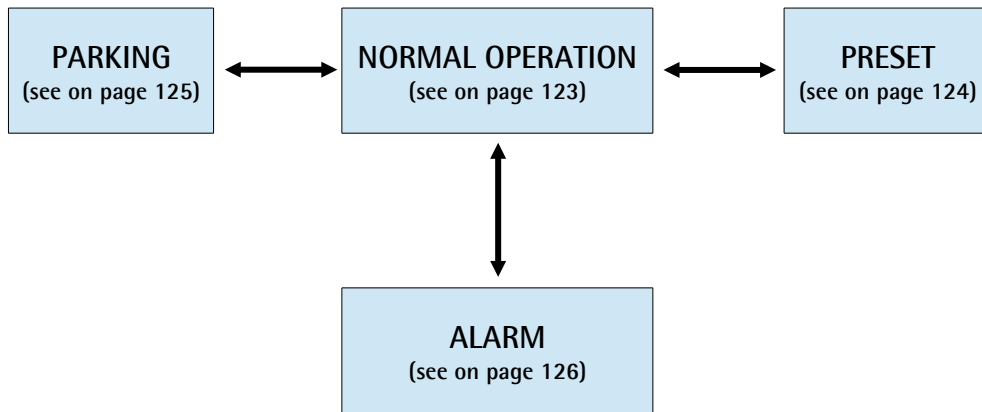 PARKING
(see on page 125)
NORMAL OPERATION
(see on page 123)
PRESET
(see on page 124)
ALARM
(see on page 126)